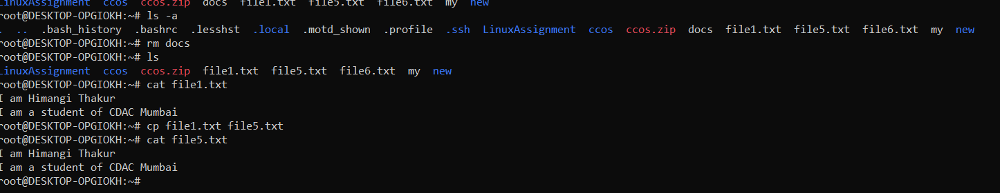 LinuxAssignment ccos ccos.zip docs file1.txt file5.txt file6.txt my new
root@DESKTOP-OPGIOKH:~# ls -a
. .. .bash_history .bashrc .lesshst .local .motd_shown .profile .ssh LinuxAssignment ccos ccos.zip docs file1.txt file5.txt file6.txt my new
root@DESKTOP-OPGIOKH:~# rm docs
root@DESKTOP-OPGIOKH:~# ls
LinuxAssignment ccos ccos.zip file1.txt file5.txt file6.txt my new
root@DESKTOP-OPGIOKH:~# cat file1.txt
I am Himangi Thakur
I am a student of CDAC Mumbai
root@DESKTOP-OPGIOKH:~# cp file1.txt file5.txt
root@DESKTOP-OPGIOKH:~# cat file5.txt
I am Himangi Thakur
I am a student of CDAC Mumbai
root@DESKTOP-OPGIOKH:~#